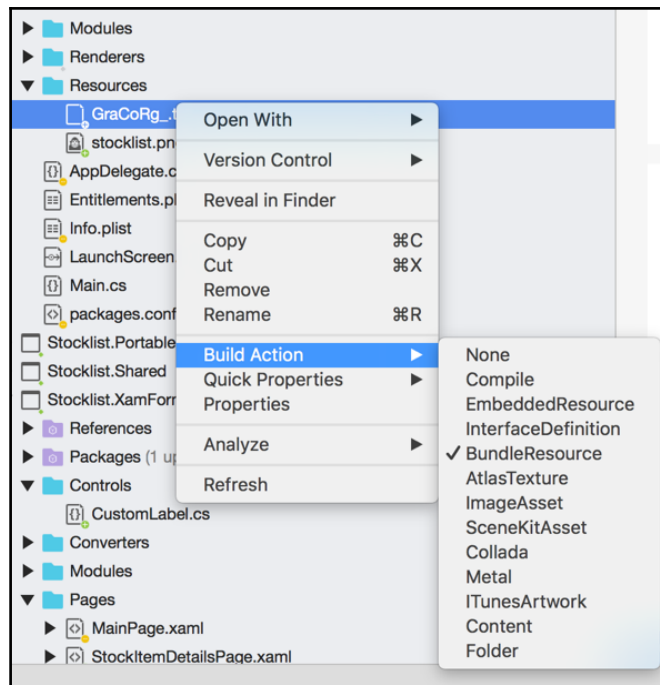 Modules
Renderers
Resources
GraCoRg_.t
stocklist.pn
AppDelegate.c
Entitlements.pl
Info.plist
LaunchScreen.
Main.cs
packages.conf
Stocklist.Portable
Stocklist.Shared
Stocklist.XamForm
References
Packages (1 up
Controls
CustomLabel.cs
Converters
Modules
Pages
MainPage.xaml
StockItemDetailsPage.xaml
Open With
Version Control
Reveal in Finder
Copy ⌘C
Cut ⌘X
Remove
Rename ⌘R
Build Action
Quick Properties
Properties
Analyze
Refresh
None
Compile
EmbeddedResource
InterfaceDefinition
✓ BundleResource
AtlasTexture
ImageAsset
SceneKitAsset
Collada
Metal
ITunesArtwork
Content
Folder